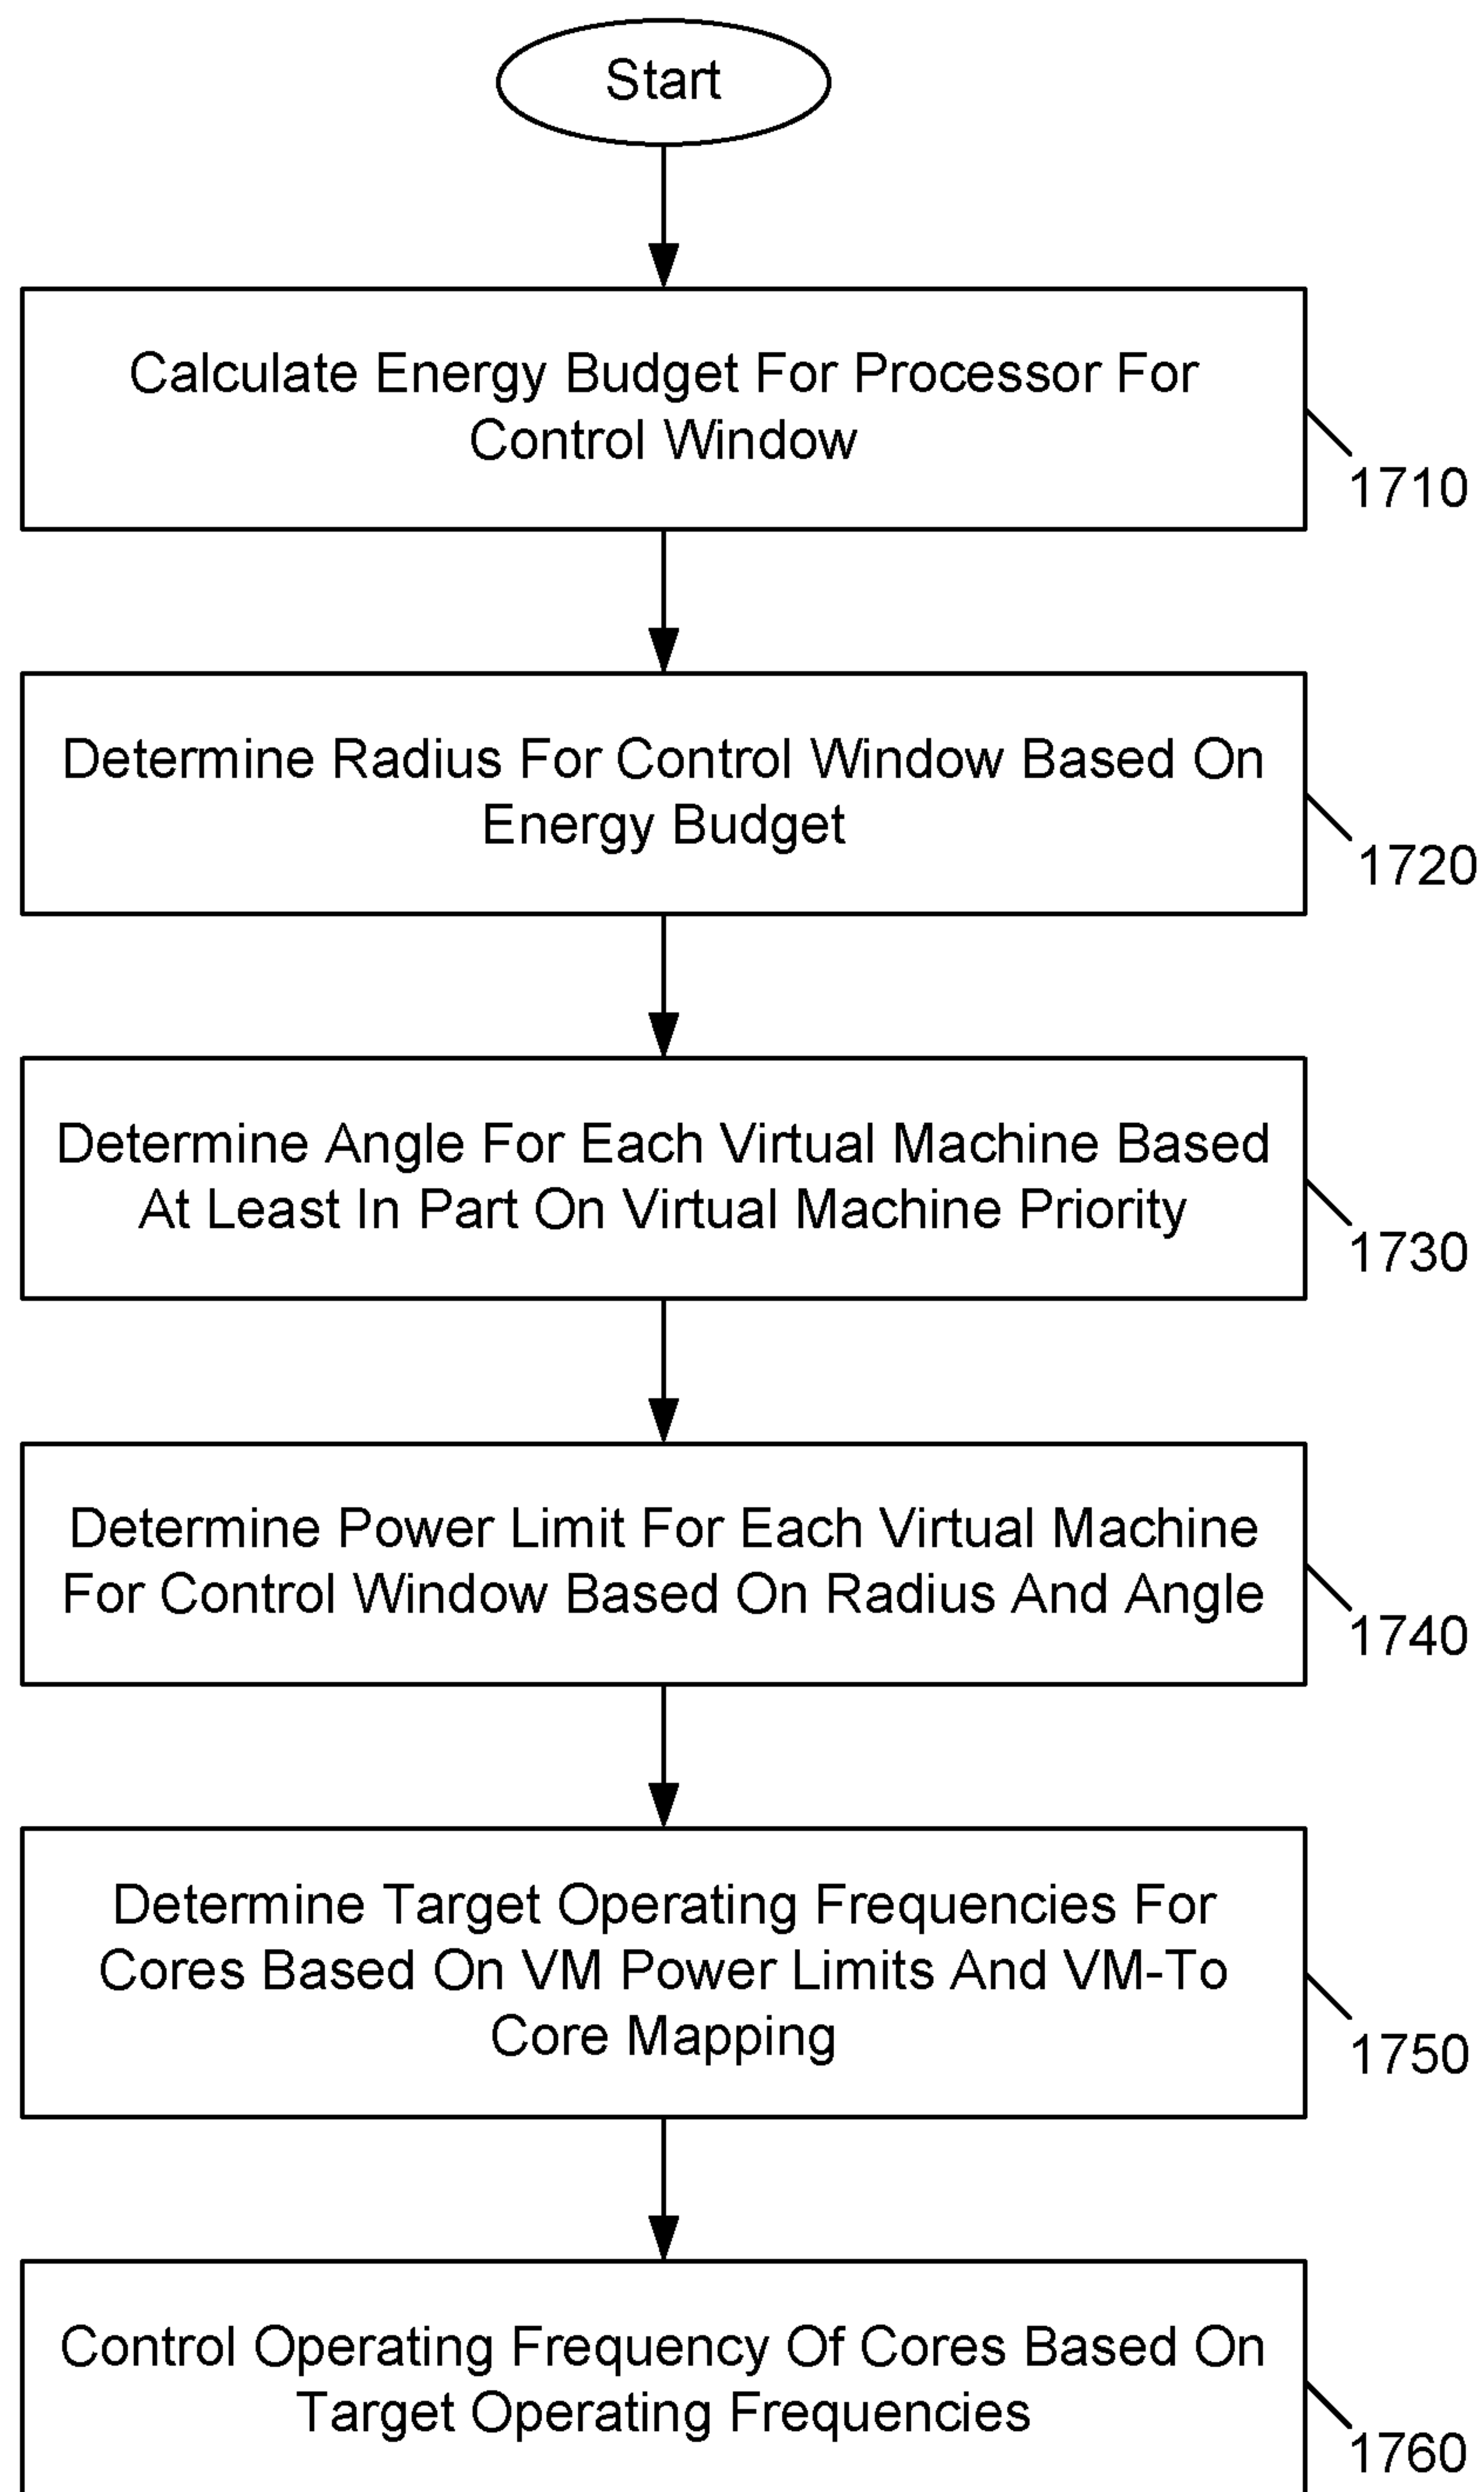 Start
Calculate Energy Budget For Processor For
Control Window
1710
Determine Radius For Control Window Based On
Energy Budget
1720
Determine Angle For Each Virtual Machine Based
At Least In Part On Virtual Machine Priority
1730
Determine Power Limit For Each Virtual Machine
For Control Window Based On Radius And Angle
1740
Determine Target Operating Frequencies For
Cores Based On VM Power Limits And VM-To
Core Mapping
1750
Control Operating Frequency Of Cores Based On
Target Operating Frequencies
1760